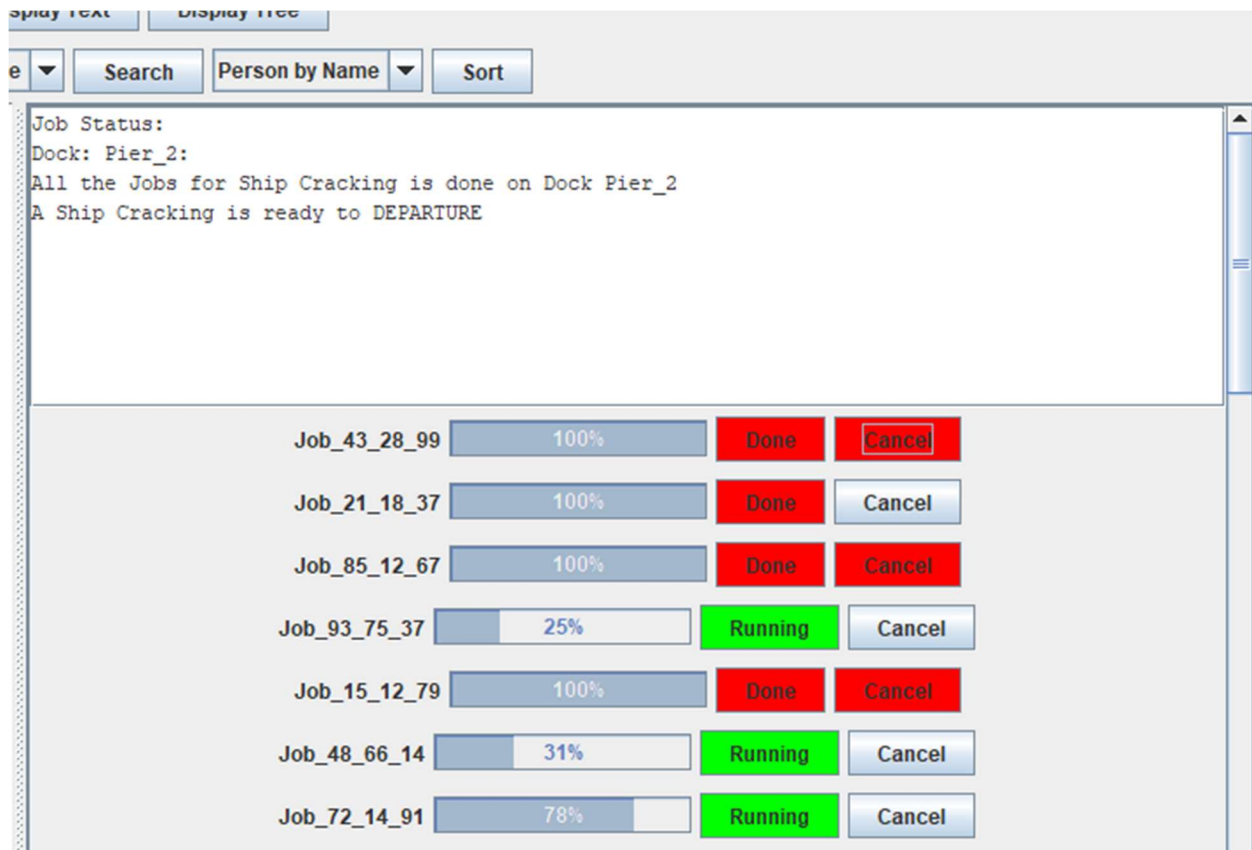 Display Tree
e Search Person by Name Sort
Job Status:
Dock: Pier_2:
All the Jobs for Ship Cracking is done on Dock Pier_2
A Ship Cracking is ready to DEPARTURE
Job_43_28_99 100% Done Cancel
Job_21_18_37 100% Done Cancel
Job_85_12_67 100% Done Cancel
Job_93_75_37 25% Running Cancel
Job_15_12_79 100% Done Cancel
Job_48_66_14 31% Running Cancel
Job_72_14_91 78% Running Cancel